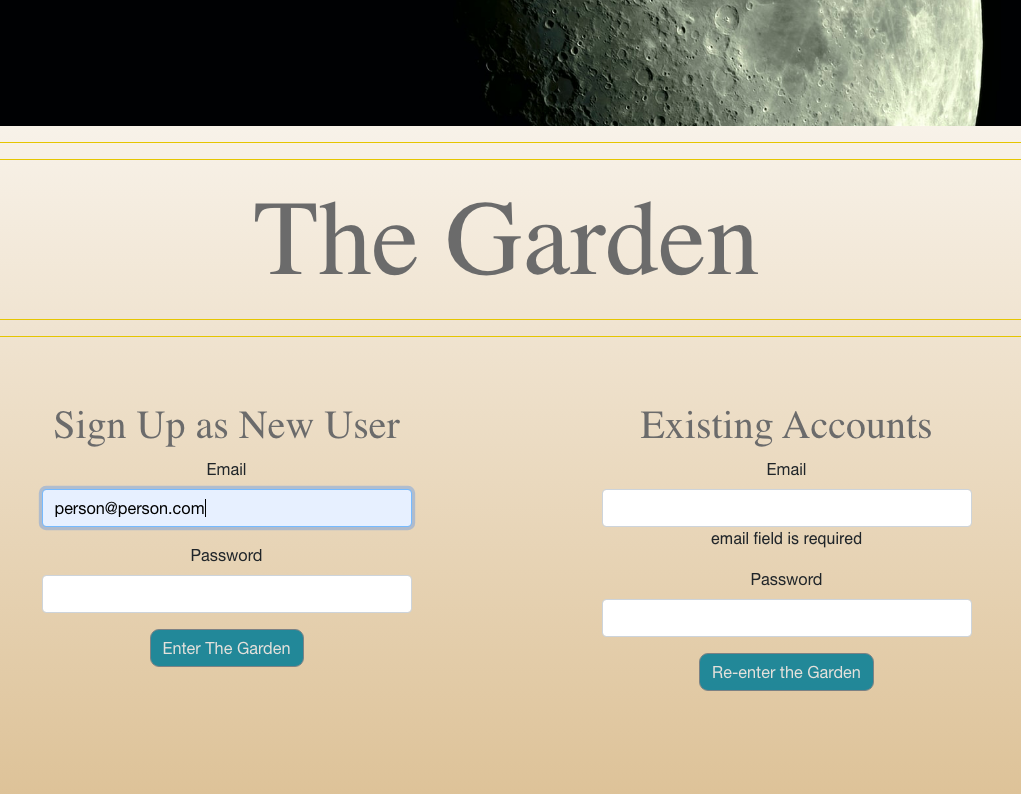 The Garden
Sign Up as New User
Email
person@person.com
Password
Enter The Garden
Existing Accounts
Email
email field is required
Password
Re-enter the Garden